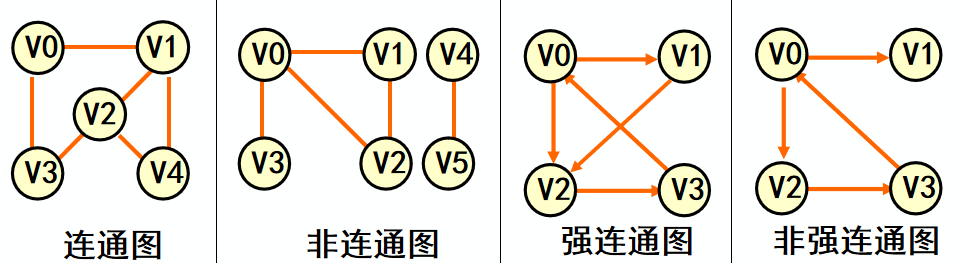 V0 V1
V2
V3 V4
连通图
V0 V1 V4
V3 V2 V5
非连通图
V0 V1
V2 V3
强连通图
V0 V1
V2 V3
非强连通图